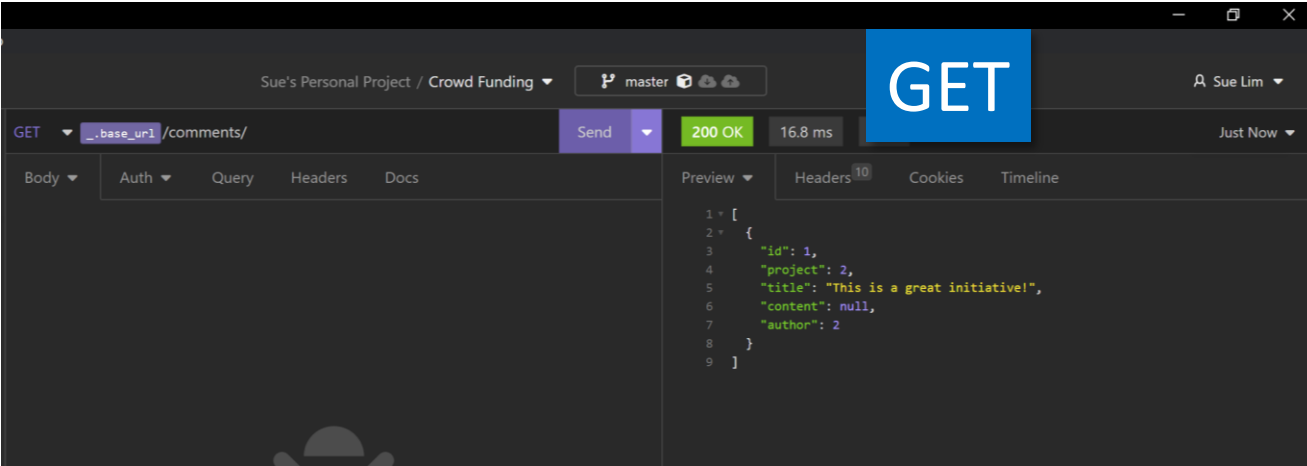 GET
Sue's Personal Project / Crowd Funding
master
Sue Lim
GET _.base_url /comments/
Send
200 OK
16.8 ms
Just Now
Body
Auth
Query
Headers
Docs
Preview
Headers 10
Cookies
Timeline
1 [
2 {
3 "id": 1,
4 "project": 2,
5 "title": "This is a great initiative!",
6 "content": null,
7 "author": 2
8 }
9 ]